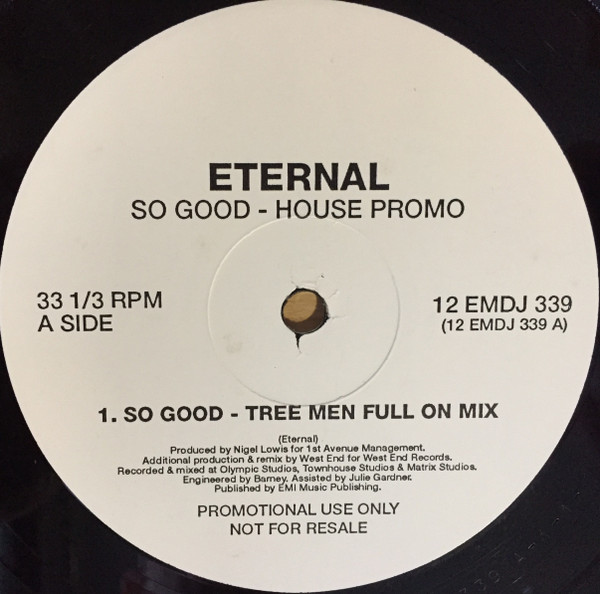 ETERNAL
SO GOOD - HOUSE PROMO
33 1/3 RPM
A SIDE
12 EMDJ 339
(12 EMDJ 339 A)
1. SO GOOD - TREE MEN FULL ON MIX
(Eternal)
Produced by Nigel Lowis for 1st Avenue Management.
Additional production & remix by West End for West End Records.
Recorded & mixed at Olympic Studios, Townhouse Studios & Matrix Studios.
Engineered by Barney. Assisted by Julie Gardner.
Published by EMI Music Publishing.
PROMOTIONAL USE ONLY
NOT FOR RESALE